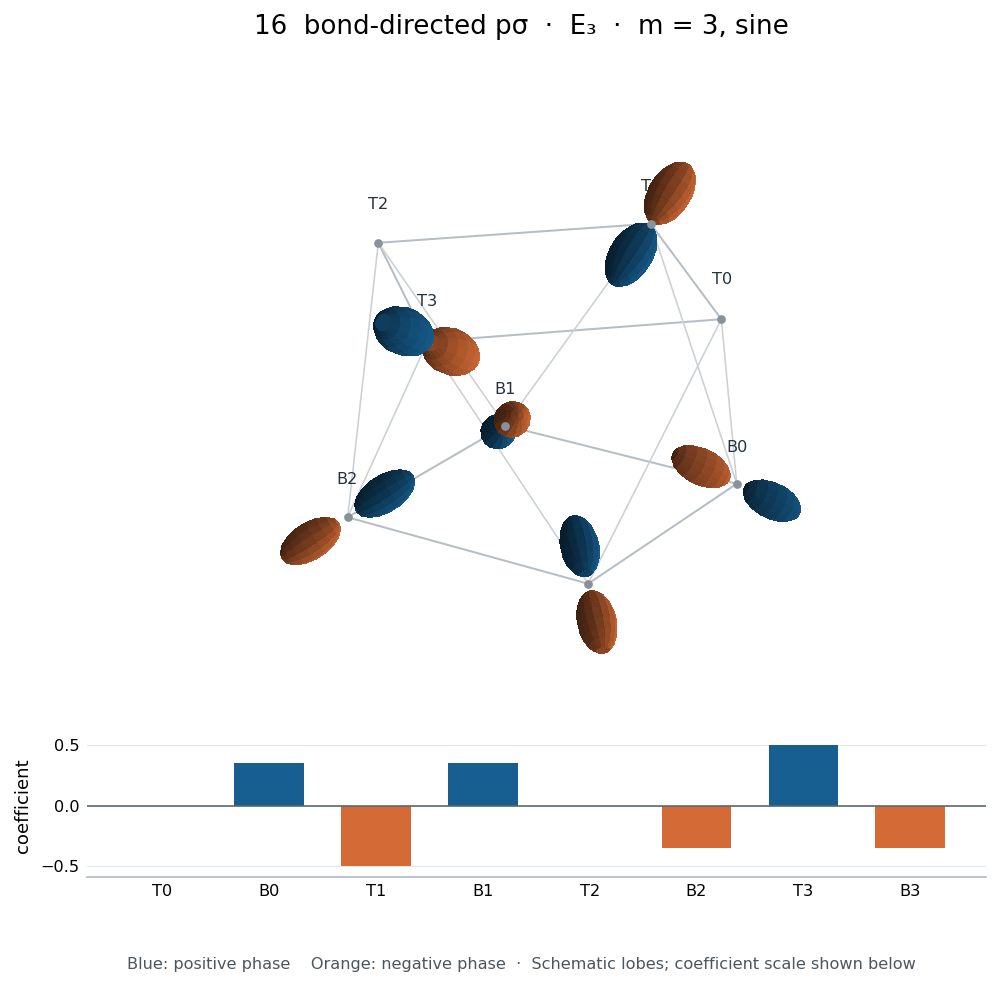 16  bond-directed pσ  ·  E₃  ·  m = 3, sine
T2
T
T0
T3
B1
B0
B2
coefficient
0.5
0.0
−0.5
T0 B0 T1 B1 T2 B2 T3 B3
Blue: positive phase    Orange: negative phase  ·  Schematic lobes; coefficient scale shown below